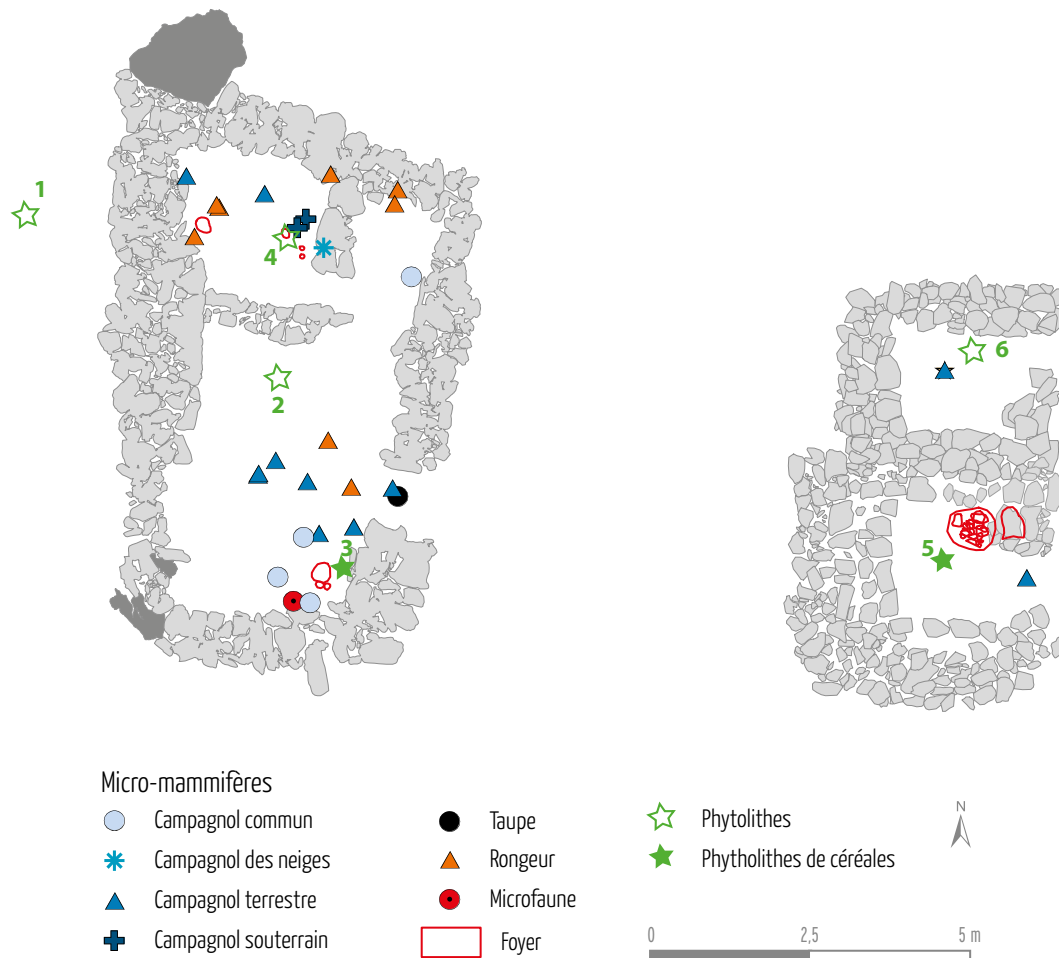 1
4
2
3
6
5
Micro-mammifères
Campagnol commun
Campagnol des neiges
Campagnol terrestre
Campagnol souterrain
Taupe
Rongeur
Microfaune
Foyer
Phytolithes
Phytholithes de céréales
N
0 2,5 5 m